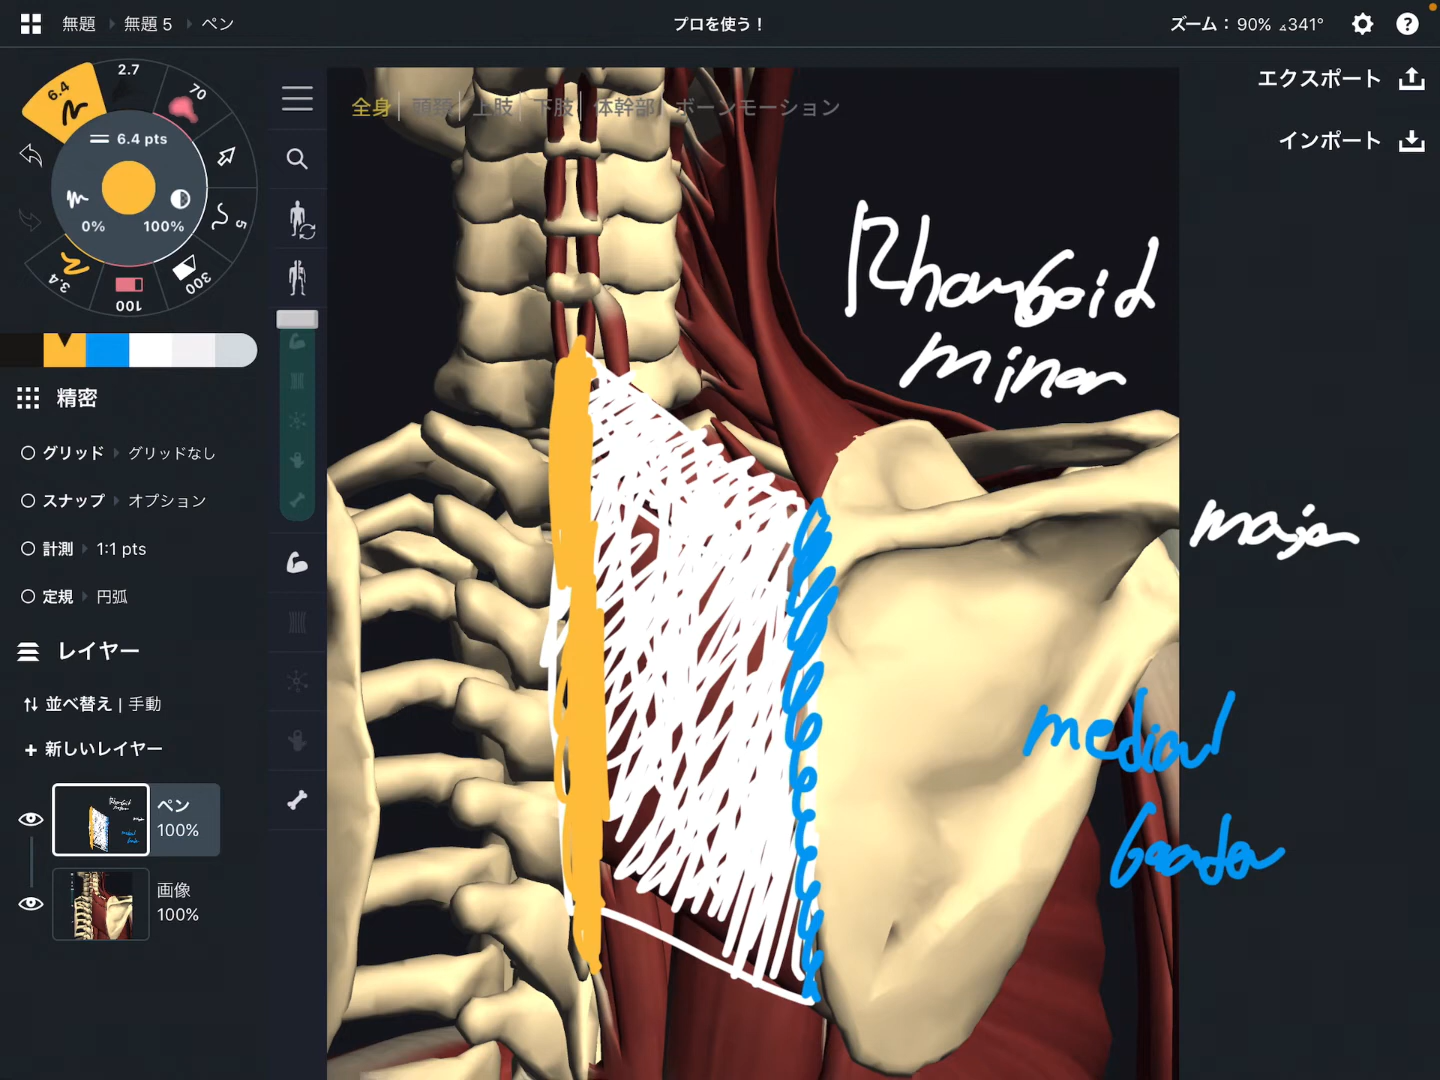 無題 無題 5 ペン
プロを使う！
ズーム： 90% ⊿341°
エクスポート
インポート
6.4
2.7
70
6.4 pts
0% 100%
5
300
100
3.4
精密
グリッド グリッドなし
スナップ オプション
計測 1:1 pts
定規 円弧
レイヤー
並べ替え | 手動
+ 新しいレイヤー
ペン
100%
画像
100%
全身 | 頭頚 | 上肢 | 下肢 | 体幹部 | ボーンモーション
Rhomboid
minor
major
medial
border